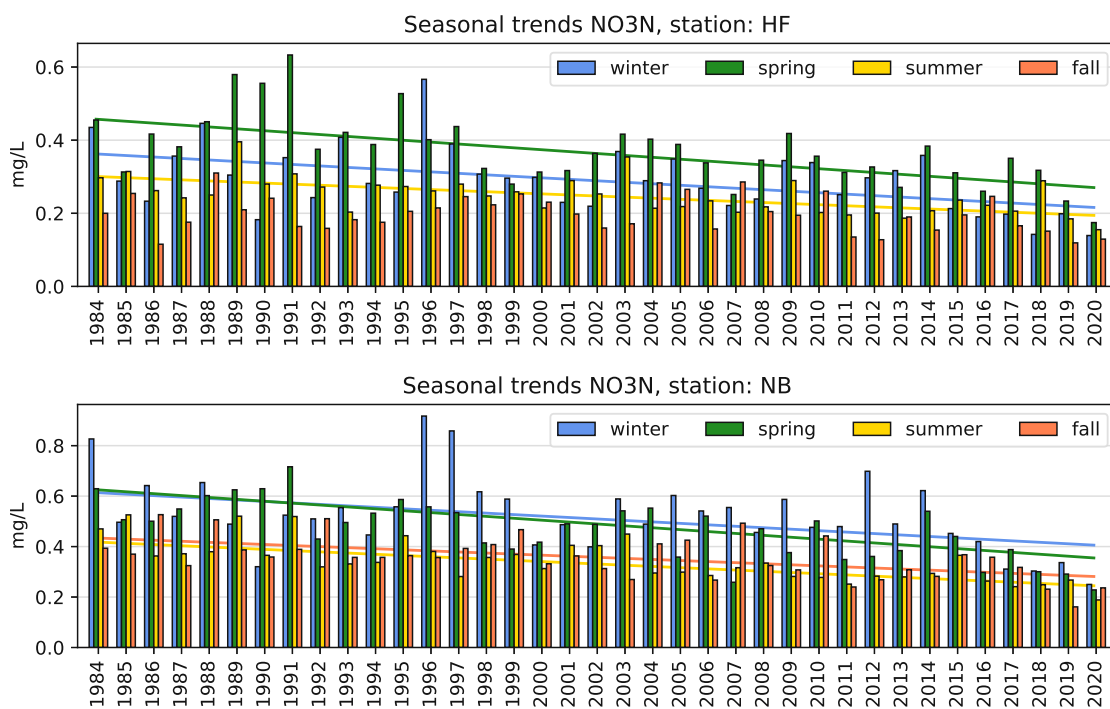 Seasonal trends NO3N, station: HF
winter spring summer fall
mg/L
0.6
0.4
0.2
0.0
1984 1985 1986 1987 1988 1989 1990 1991 1992 1993 1994 1995 1996 1997 1998 1999 2000 2001 2002 2003 2004 2005 2006 2007 2008 2009 2010 2011 2012 2013 2014 2015 2016 2017 2018 2019 2020
Seasonal trends NO3N, station: NB
winter spring summer fall
mg/L
0.8
0.6
0.4
0.2
0.0
1984 1985 1986 1987 1988 1989 1990 1991 1992 1993 1994 1995 1996 1997 1998 1999 2000 2001 2002 2003 2004 2005 2006 2007 2008 2009 2010 2011 2012 2013 2014 2015 2016 2017 2018 2019 2020